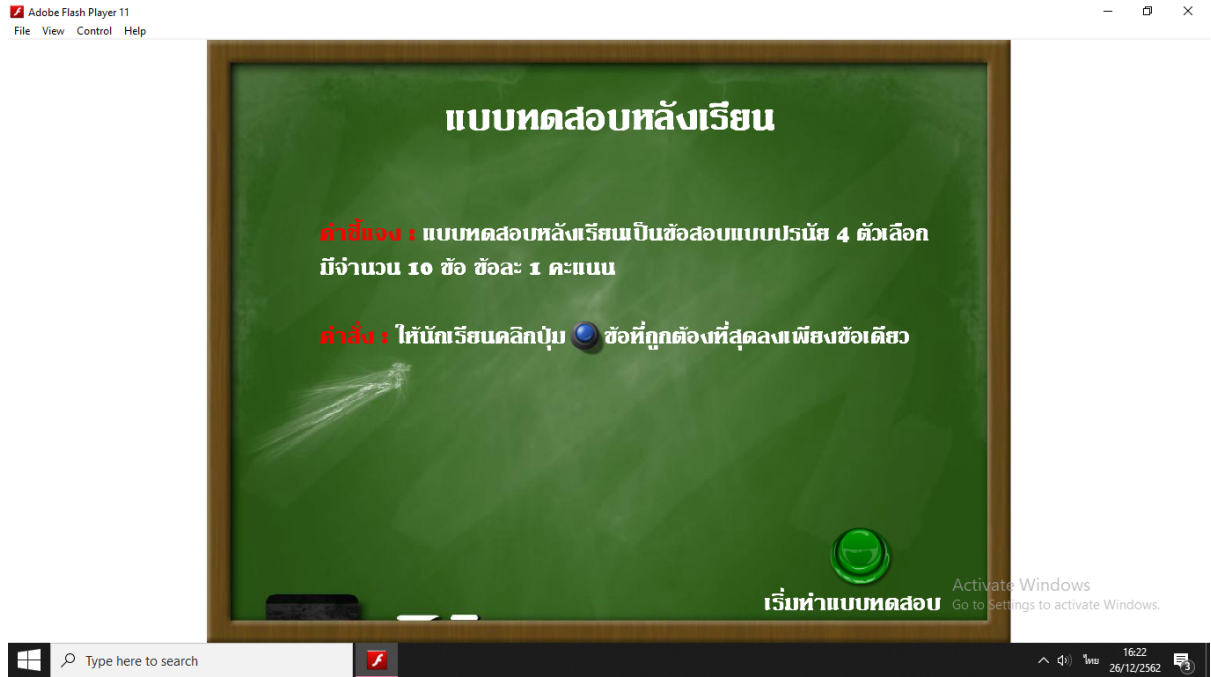 Adobe Flash Player 11
File View Control Help
แบบทดสอบหลังเรียน
คำชี้แจง : แบบทดสอบหลังเรียนเป็นข้อสอบแบบปรนัย 4 ตัวเลือก
มีจำนวน 10 ข้อ ข้อละ 1 คะแนน
คำสั่ง : ให้นักเรียนคลิกปุ่ม ข้อที่ถูกต้องที่สุดลงเพียงข้อเดียว
เริ่มทำแบบทดสอบ
Activate Windows
Go to Settings to activate Windows.
Type here to search
ไทย
16:22
26/12/2562
3